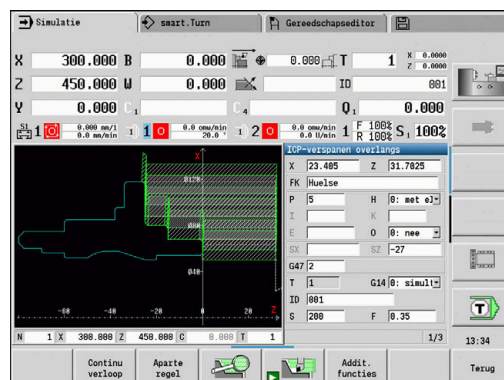 Simulatie smart.Turn Gereedschapseditor
X 300.000 B 0.000 0.000 T 1 X 0.0000 Z 0.0000
Z 450.000 W 0.000 ID 001
Y 0.000 C1 C4 Q1 0.000
S1 1 0 0.000 mm/1 0.0 mm/min 1 0 0.0 omw/min 20.0 ° 2 0 0.0 omw/min 0.0 U/min 1 F 100% R 100% S1 100%
ICP-verspanen overlangs
X 23.405 Z 31.7025
FK Huelse
P 5 H 0: met el
I K
E O 0: nee
SX SZ -27
G47 2
T 1 G14 0: simult
ID 001
S 200 F 0.35
X
Ø120
Ø80
Ø40
-80 -60 -40 -20 0 20 Z
N 1 X 300.000 Z 450.000 C 0.000 T 1
1/3
13:34
Continu verloop
Aparte regel
Addit. functies
Terug